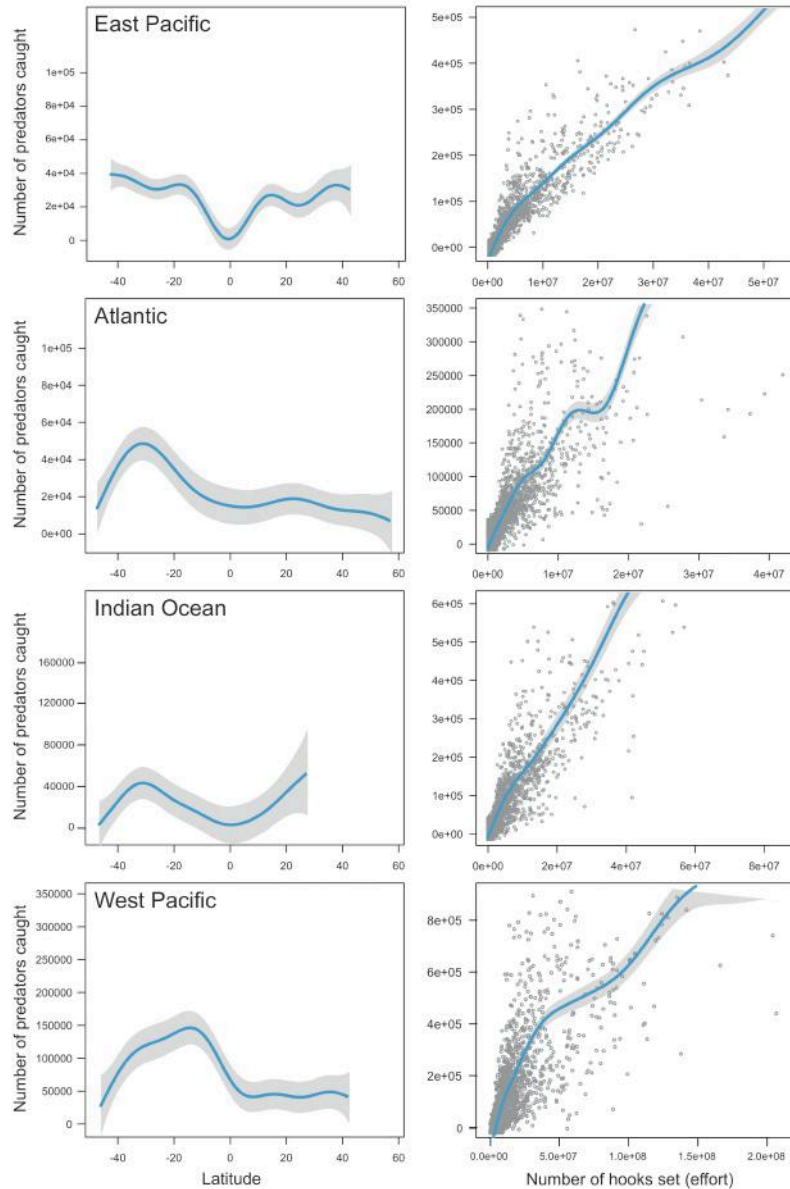 East Pacific
Number of predators caught
1e+05
8e+04
6e+04
4e+04
2e+04
0
-40 -20 0 20 40 60
5e+05
4e+05
3e+05
2e+05
1e+05
0e+00
0e+00 1e+07 2e+07 3e+07 4e+07 5e+07
Atlantic
Number of predators caught
1e+05
8e+04
6e+04
4e+04
2e+04
0e+00
-40 -20 0 20 40 60
350000
300000
250000
200000
150000
100000
50000
0
0e+00 1e+07 2e+07 3e+07 4e+07
Indian Ocean
Number of predators caught
160000
120000
80000
40000
0
-40 -20 0 20 40 60
6e+05
5e+05
4e+05
3e+05
2e+05
1e+05
0e+00
0e+00 2e+07 4e+07 6e+07 8e+07
West Pacific
Number of predators caught
350000
300000
250000
200000
150000
100000
50000
0
-40 -20 0 20 40 60
Latitude
8e+05
6e+05
4e+05
2e+05
0e+00
0.0e+00 5.0e+07 1.0e+08 1.5e+08 2.0e+08
Number of hooks set (effort)